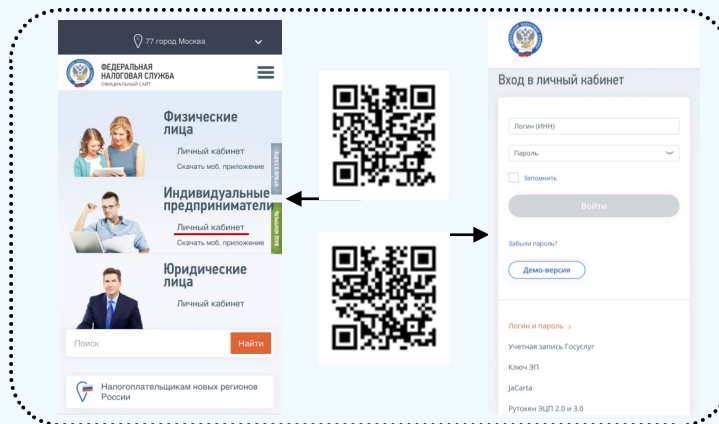 77 город Москва
ФЕДЕРАЛЬНАЯ
НАЛОГОВАЯ СЛУЖБА
ОФИЦИАЛЬНЫЙ САЙТ
Физические
лица
Личный кабинет
Скачать моб. приложение
Индивидуальные
предприниматели
Личный кабинет
Скачать моб. приложение
Юридические
лица
Личный кабинет
Поиск
Найти
Налогоплательщикам новых регионов
России
Вход в личный кабинет
Логин (ИНН)
Пароль
Запомнить
Войти
Забыли пароль?
Демо-версия
Логин и пароль >
Учетная запись Госуслуг
Ключ ЭП
JaCarta
Рутокен ЭЦП 2.0 и 3.0